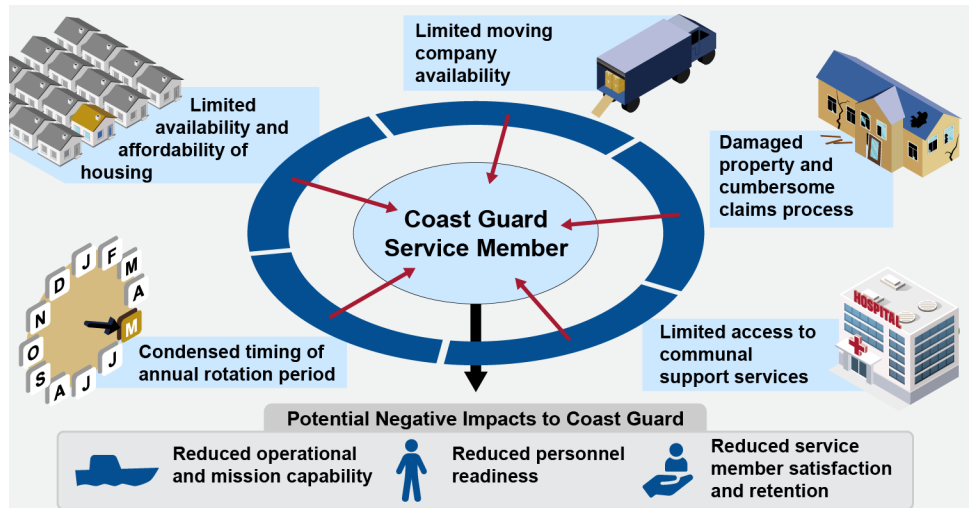 Limited moving
company
availability
Limited
availability and
affordability of
housing
Damaged
property and
cumbersome
claims process
Coast Guard
Service Member
J
F
M
A
M
J
J
A
S
O
N
D
Condensed timing of
annual rotation period
HOSPITAL
Limited access to
communal
support services
Potential Negative Impacts to Coast Guard
Reduced operational
and mission capability
Reduced personnel
readiness
Reduced service
member satisfaction
and retention